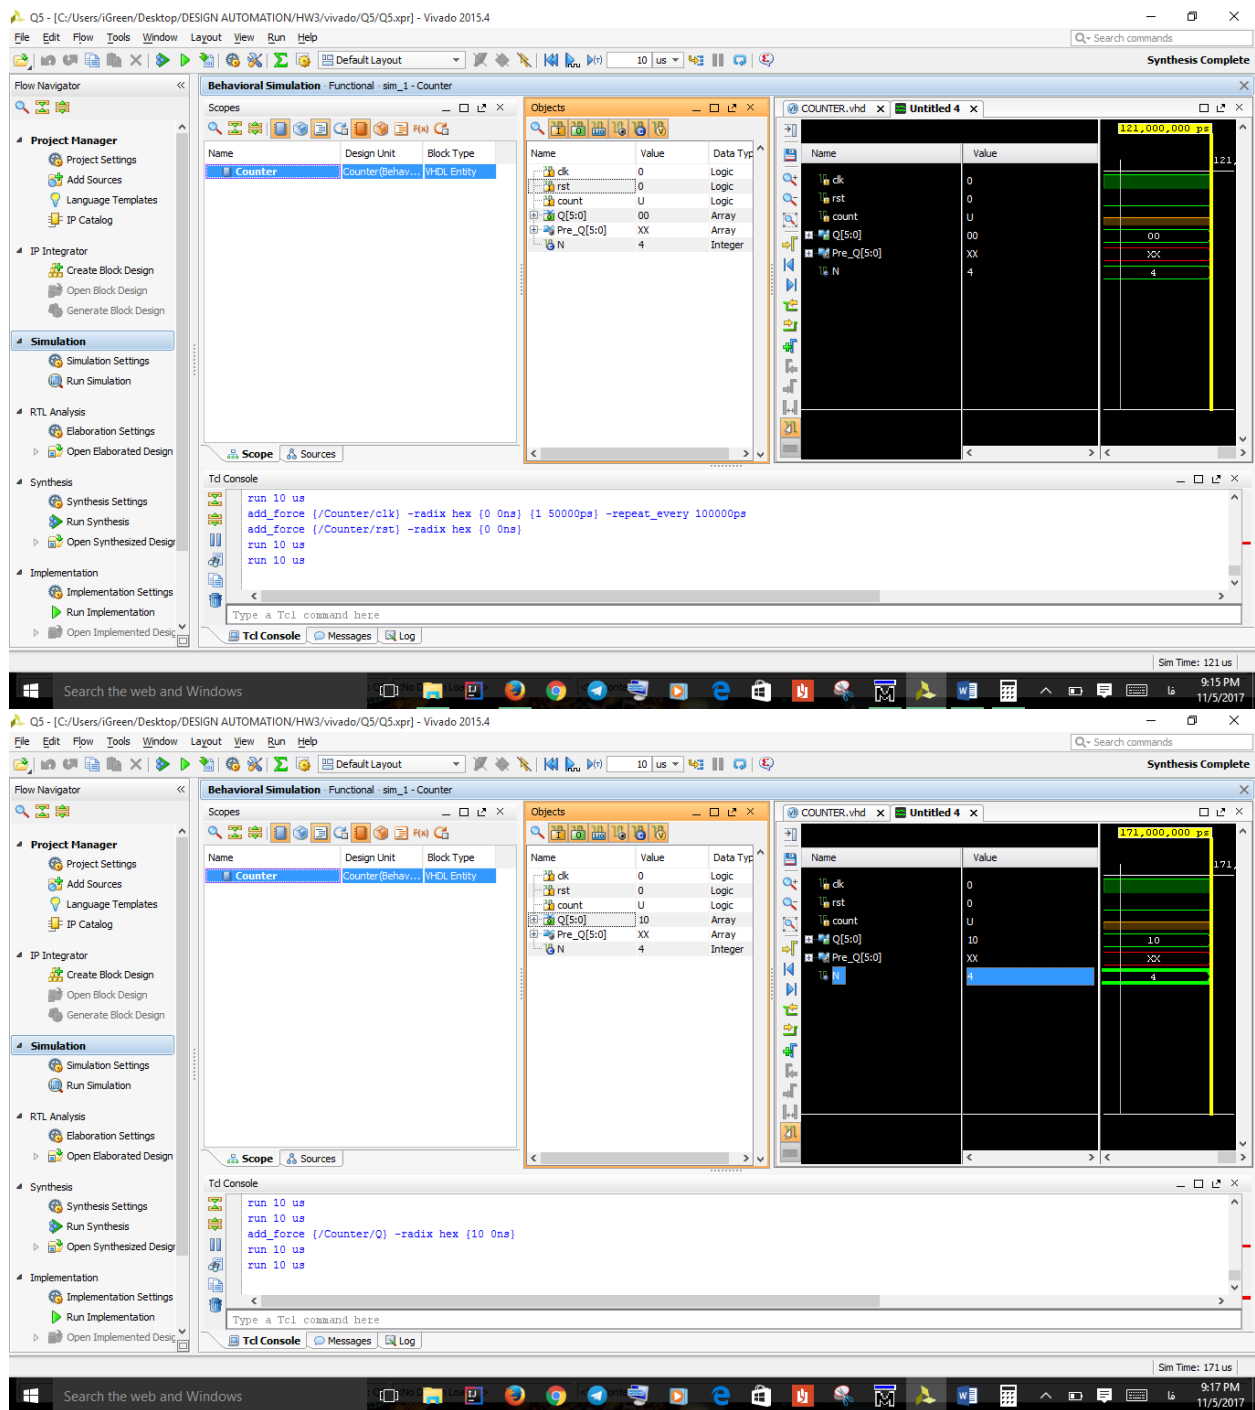 Q5 - [C:/Users/iGreen/Desktop/DESIGN AUTOMATION/HW3/vivado/Q5/Q5.xpr] - Vivado 2015.4
File Edit Flow Tools Window Layout View Run Help
Search commands
10 us
Default Layout
Synthesis Complete
Flow Navigator
Project Manager
Project Settings
Add Sources
Language Templates
IP Catalog
IP Integrator
Create Block Design
Open Block Design
Generate Block Design
Simulation
Simulation Settings
Run Simulation
RTL Analysis
Elaboration Settings
Open Elaborated Design
Synthesis
Synthesis Settings
Run Synthesis
Open Synthesized Desigr
Implementation
Implementation Settings
Run Implementation
Open Implemented Desig
Behavioral Simulation - Functional - sim_1 - Counter
Scopes
F(x)
Name Design Unit Block Type
Counter Counter(Behav... VHDL Entity
Scope Sources
Objects
Name Value Data Typ
clk 0 Logic
rst 0 Logic
count U Logic
Q[5:0] 00 Array
Pre_Q[5:0] XX Array
N 4 Integer
COUNTER.vhd Untitled 4
121,000,000 ps
Name Value
121,
clk 0
rst 0
count U
Q[5:0] 00 00
Pre_Q[5:0] XX XX
N 4 4
Tcl Console
run 10 us
add_force {/Counter/clk} -radix hex {0 0ns} {1 50000ps} -repeat_every 100000ps
add_force {/Counter/rst} -radix hex {0 0ns}
run 10 us
run 10 us
Type a Tcl command here
Tcl Console Messages Log
Sim Time: 121 us
Search the web and Windows
فا
9:15 PM
11/5/2017
Q5 - [C:/Users/iGreen/Desktop/DESIGN AUTOMATION/HW3/vivado/Q5/Q5.xpr] - Vivado 2015.4
File Edit Flow Tools Window Layout View Run Help
Search commands
Default Layout
10 us
Synthesis Complete
Flow Navigator
Project Manager
Project Settings
Add Sources
Language Templates
IP Catalog
IP Integrator
Create Block Design
Open Block Design
Generate Block Design
Simulation
Simulation Settings
Run Simulation
RTL Analysis
Elaboration Settings
Open Elaborated Design
Synthesis
Synthesis Settings
Run Synthesis
Open Synthesized Desigr
Implementation
Implementation Settings
Run Implementation
Open Implemented Desig
Behavioral Simulation - Functional - sim_1 - Counter
Scopes
F(x)
Name Design Unit Block Type
Counter Counter(Behav... VHDL Entity
Scope Sources
Objects
Name Value Data Typ
clk 0 Logic
rst 0 Logic
count U Logic
Q[5:0] 10 Array
Pre_Q[5:0] XX Array
N 4 Integer
COUNTER.vhd Untitled 4
171,000,000 ps
Name Value
171,
clk 0
rst 0
count U
Q[5:0] 10 10
Pre_Q[5:0] XX XX
N 4 4
Tcl Console
run 10 us
run 10 us
add_force {/Counter/Q} -radix hex {10 0ns}
run 10 us
run 10 us
Type a Tcl command here
Tcl Console Messages Log
Sim Time: 171 us
Search the web and Windows
فا
9:17 PM
11/5/2017